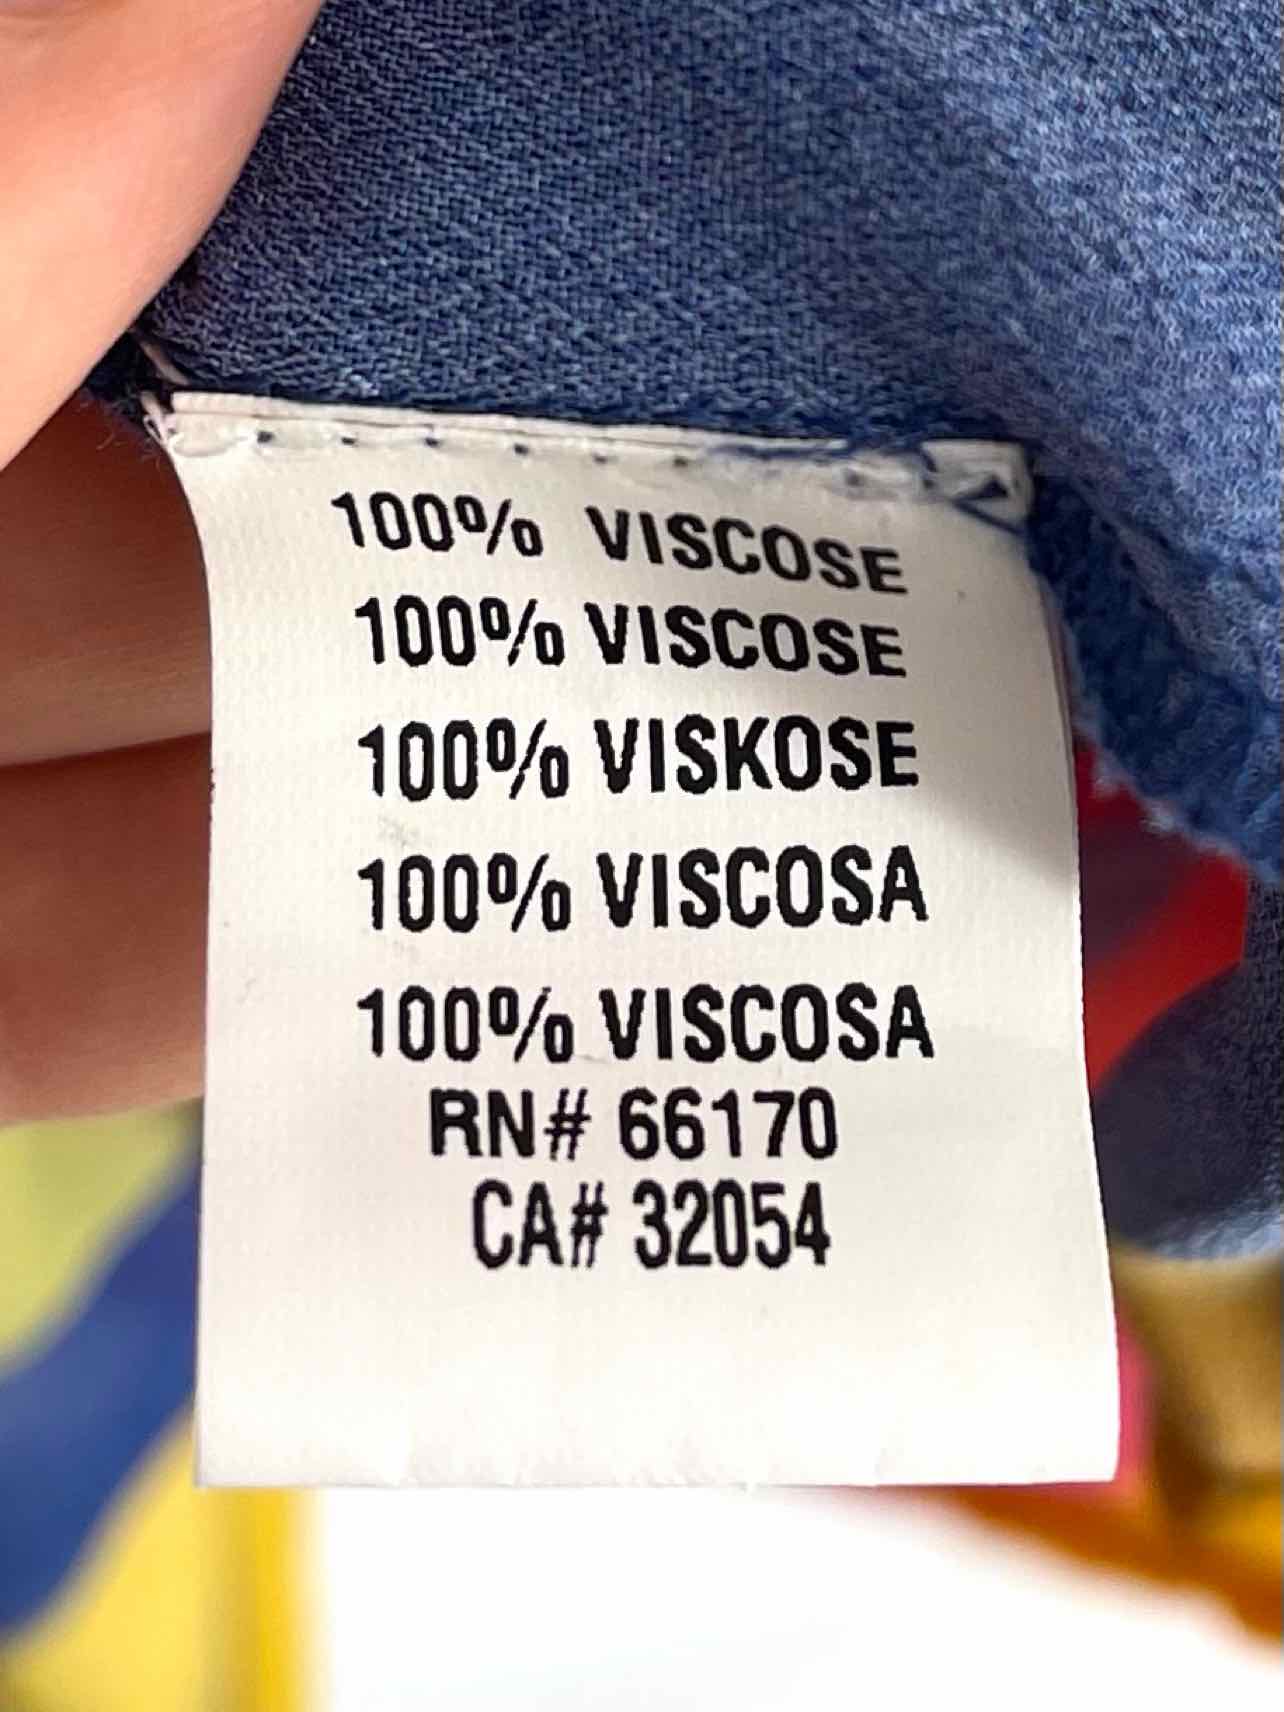 100% VISCOSE
100% VISCOSE
100% VISKOSE
100% VISCOSA
100% VISCOSA
RN# 66170
CA# 32054